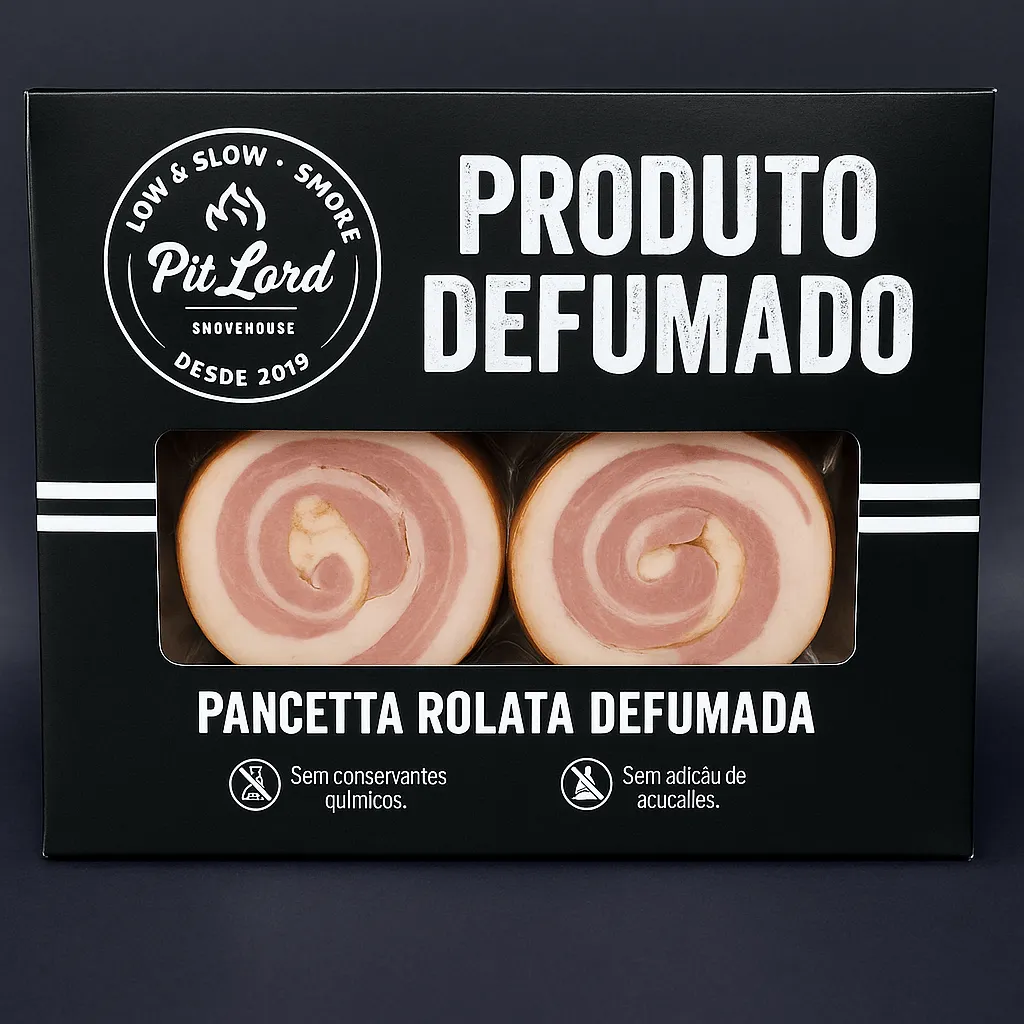 LOW & SLOW · SMORE
Pit Lord
SNOVEHOUSE
DESDE 2019
PRODUTO
DEFUMADO
PANCETTA ROLATA DEFUMADA
Sem conservantes
qulmicos.
Sem adicâu de
acucalles.